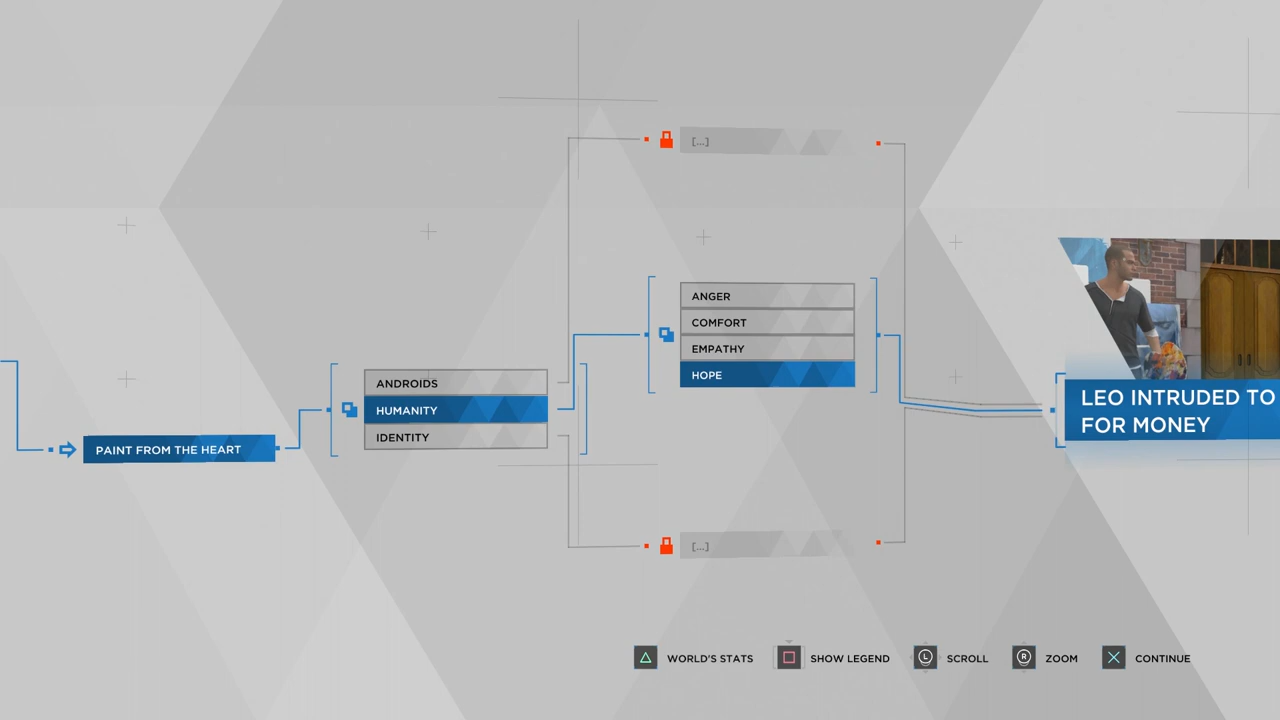 [...]
ANGER
COMFORT
EMPATHY
HOPE
ANDROIDS
HUMANITY
IDENTITY
PAINT FROM THE HEART
LEO INTRUDED TO
FOR MONEY
[...]
WORLD'S STATS
SHOW LEGEND
L
SCROLL
R
ZOOM
CONTINUE